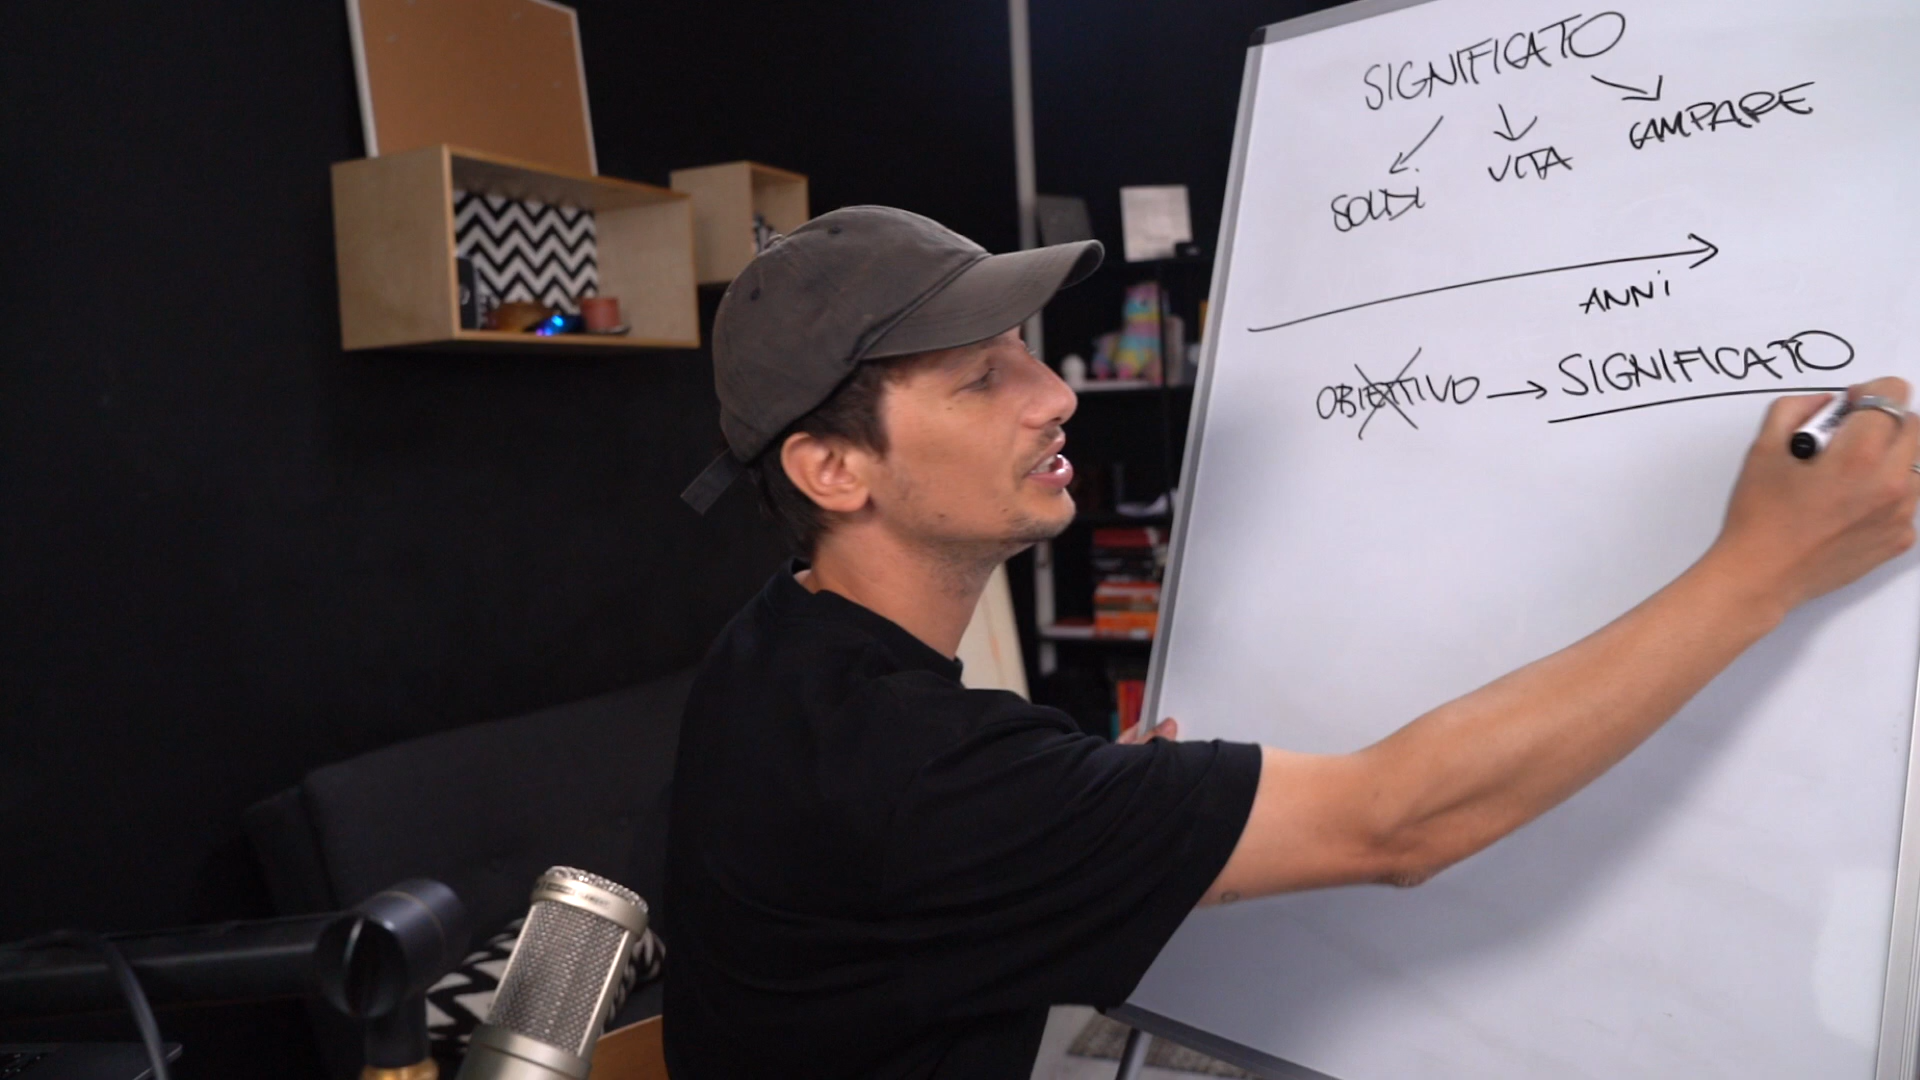 SIGNIFICATO
SOLDI VITA CAMPARE
ANNI
OBIETTIVO → SIGNIFICATO